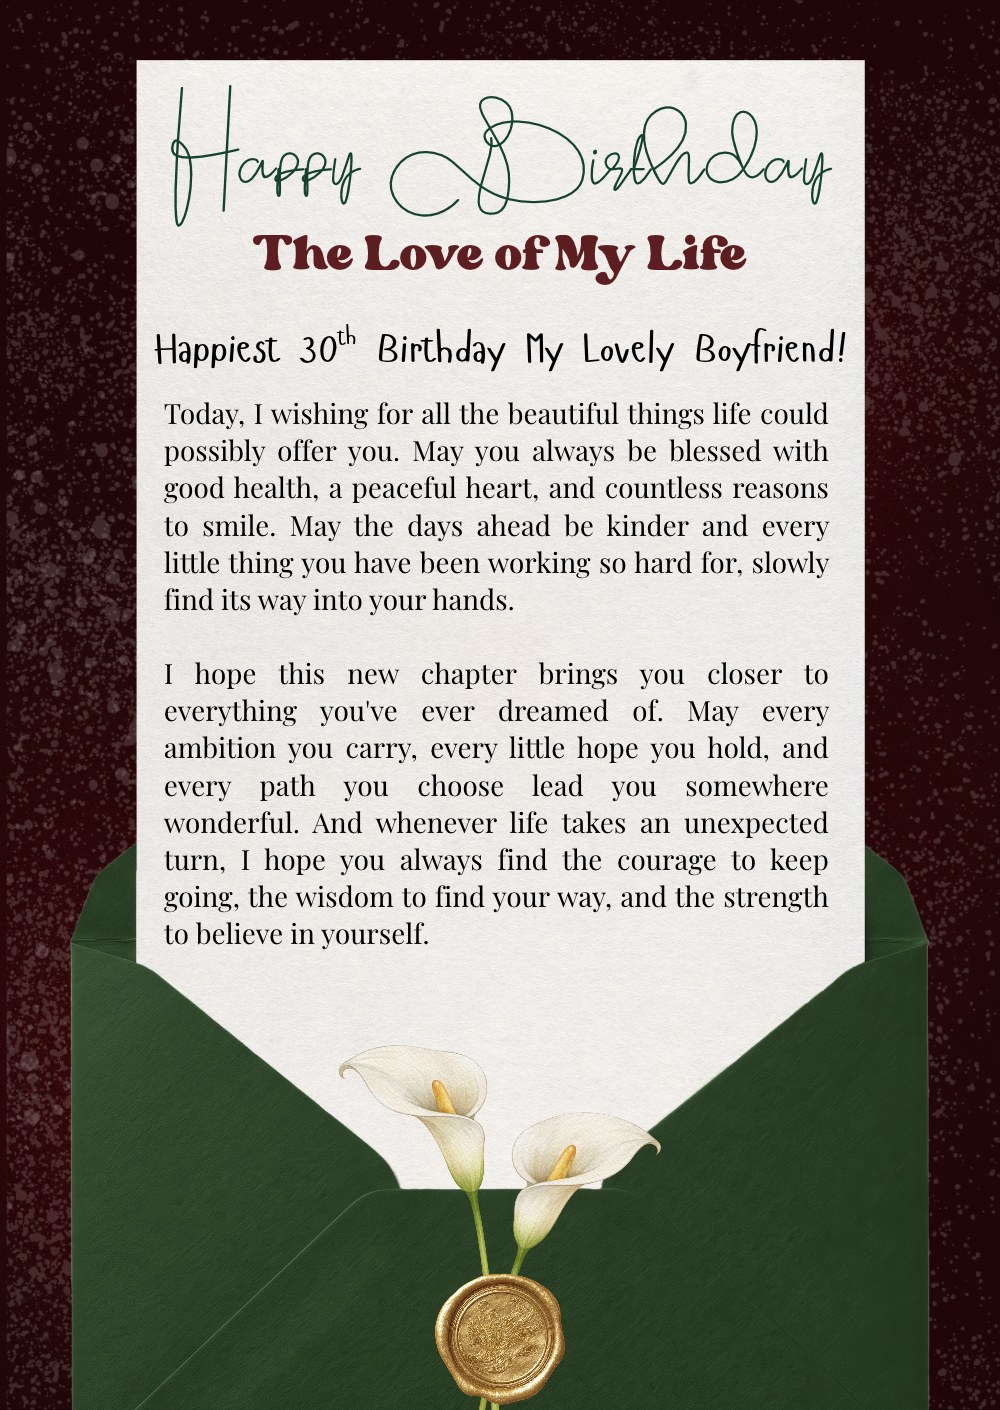 Happy Birthday
The Love of My Life
Happiest 30th Birthday My Lovely Boyfriend!
Today, I wishing for all the beautiful things life could
possibly offer you. May you always be blessed with
good health, a peaceful heart, and countless reasons
to smile. May the days ahead be kinder and every
little thing you have been working so hard for, slowly
find its way into your hands.
I hope this new chapter brings you closer to
everything you've ever dreamed of. May every
ambition you carry, every little hope you hold, and
every path you choose lead you somewhere
wonderful. And whenever life takes an unexpected
turn, I hope you always find the courage to keep
going, the wisdom to find your way, and the strength
to believe in yourself.